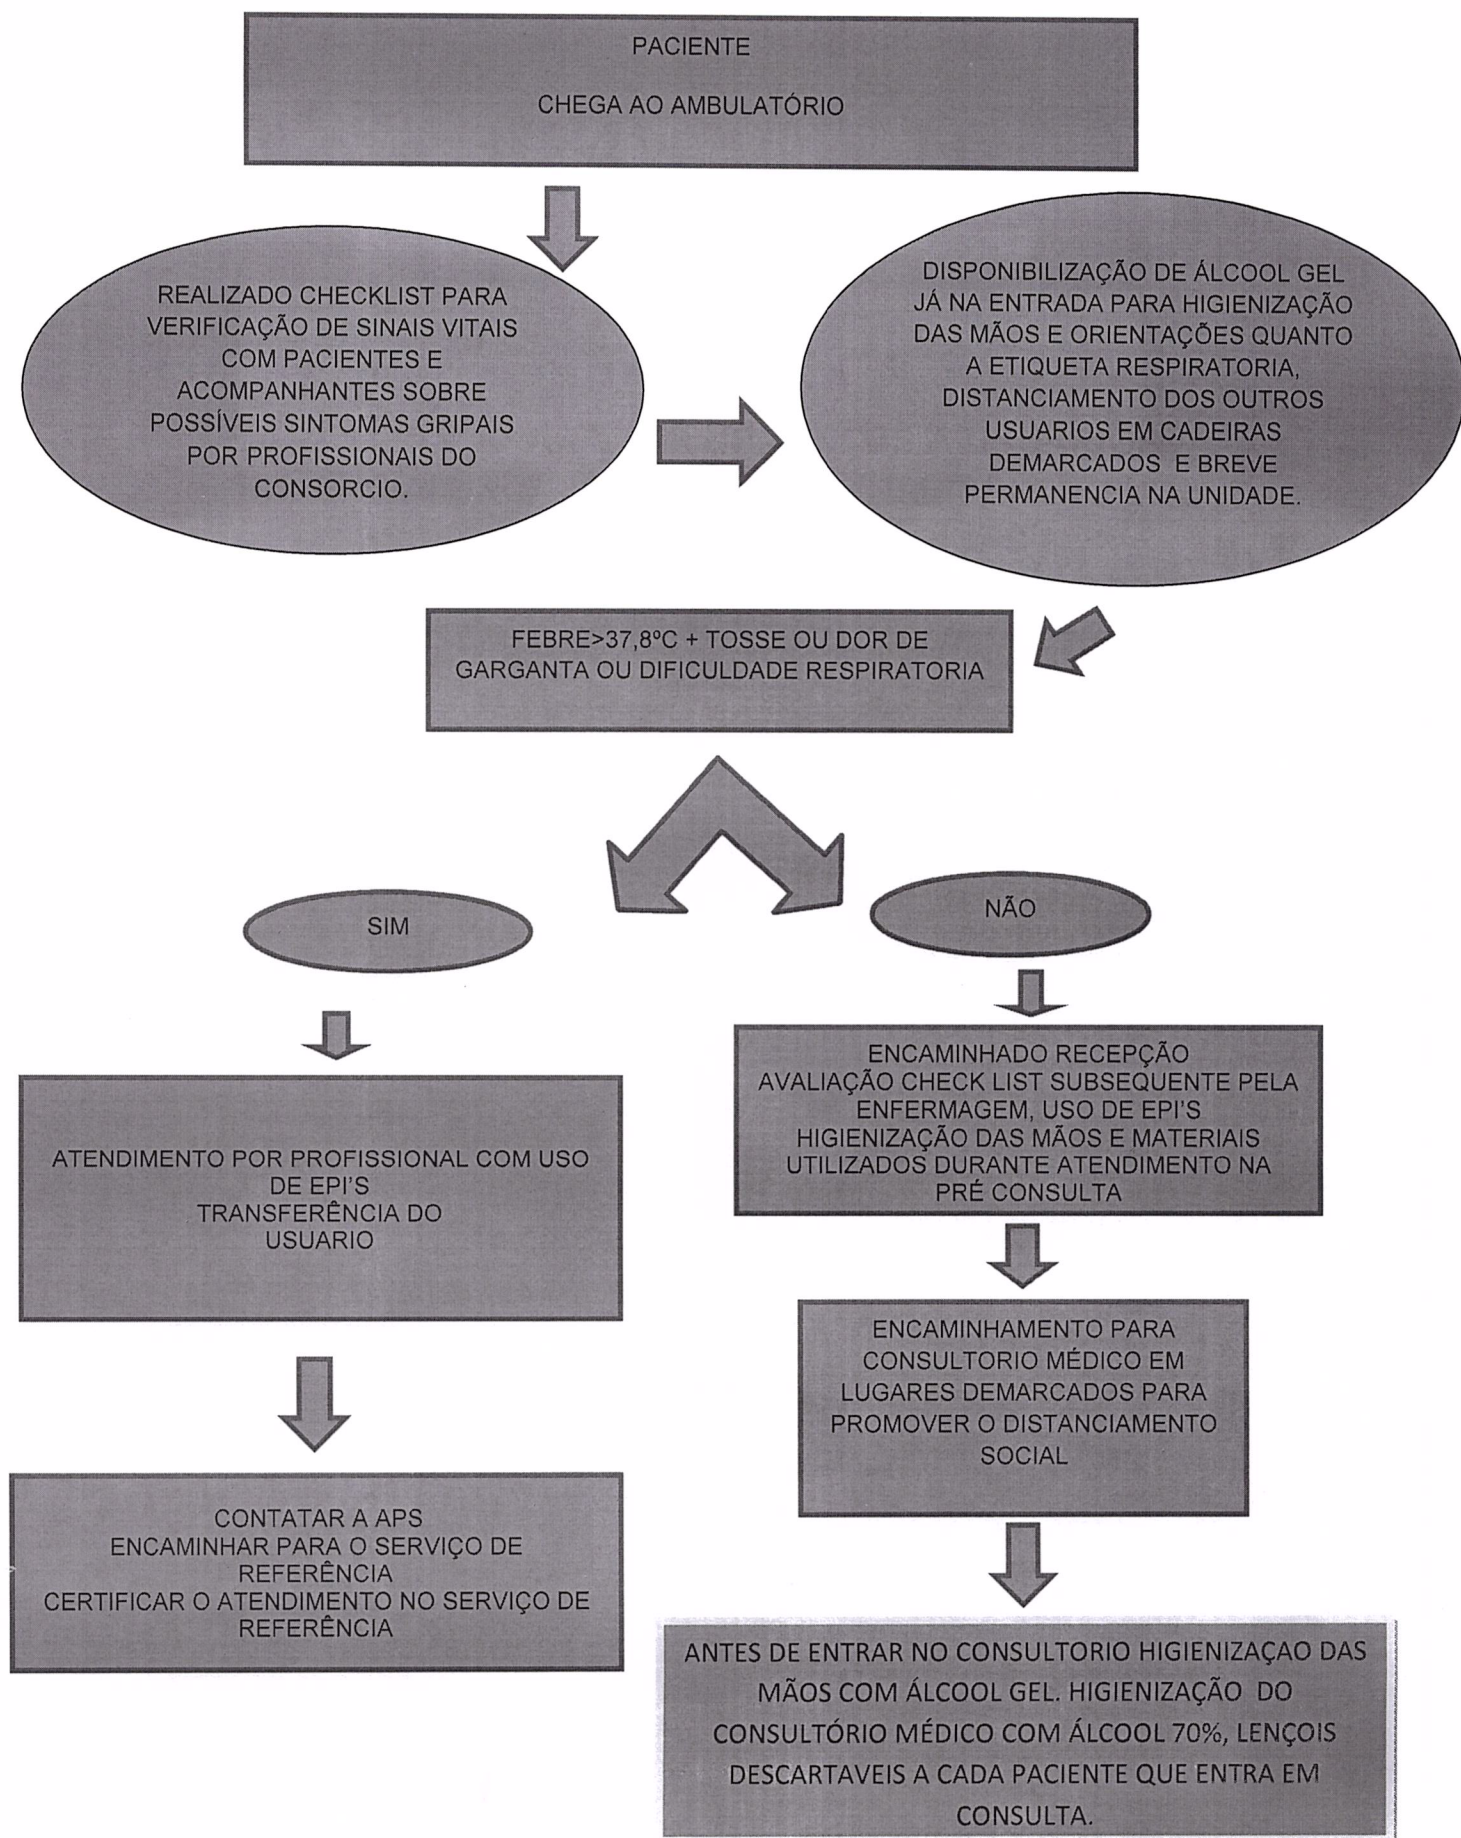 PACIENTE
CHEGA AO AMBULATÓRIO
REALIZADO CHECKLIST PARA
VERIFICAÇÃO DE SINAIS VITAIS
COM PACIENTES E
ACOMPANHANTES SOBRE
POSSÍVEIS SINTOMAS GRIPAIS
POR PROFISSIONAIS DO
CONSORCIO.
DISPONIBILIZAÇÃO DE ÁLCOOL GEL
JÁ NA ENTRADA PARA HIGIENIZAÇÃO
DAS MÃOS E ORIENTAÇÕES QUANTO
A ETIQUETA RESPIRATORIA,
DISTANCIAMENTO DOS OUTROS
USUARIOS EM CADEIRAS
DEMARCADOS E BREVE
PERMANENCIA NA UNIDADE.
FEBRE>37,8ºC + TOSSE OU DOR DE
GARGANTA OU DIFICULDADE RESPIRATORIA
SIM
NÃO
ATENDIMENTO POR PROFISSIONAL COM USO
DE EPI'S
TRANSFERÊNCIA DO
USUARIO
CONTATAR A APS
ENCAMINHAR PARA O SERVIÇO DE
REFERÊNCIA
CERTIFICAR O ATENDIMENTO NO SERVIÇO DE
REFERÊNCIA
ENCAMINHADO RECEPÇÃO
AVALIAÇÃO CHECK LIST SUBSEQUENTE PELA
ENFERMAGEM, USO DE EPI'S
HIGIENIZAÇÃO DAS MÃOS E MATERIAIS
UTILIZADOS DURANTE ATENDIMENTO NA
PRÉ CONSULTA
ENCAMINHAMENTO PARA
CONSULTORIO MÉDICO EM
LUGARES DEMARCADOS PARA
PROMOVER O DISTANCIAMENTO
SOCIAL
ANTES DE ENTRAR NO CONSULTORIO HIGIENIZAÇAO DAS
MÃOS COM ÁLCOOL GEL. HIGIENIZAÇÃO DO
CONSULTÓRIO MÉDICO COM ÁLCOOL 70%, LENÇOIS
DESCARTAVEIS A CADA PACIENTE QUE ENTRA EM
CONSULTA.